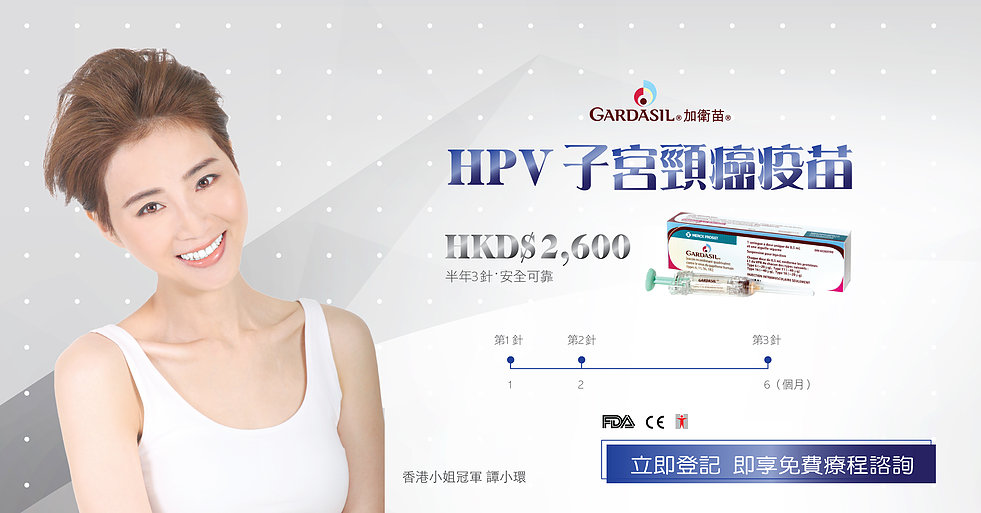 GARDASIL® 加衛苗®
HPV 子宮頸癌疫苗
HKD$ 2,600
半年3針˙安全可靠
MERCK FROSST
GARDASIL
第1針 第2針 第3針
1 2 6（個月）
FDA CE
香港小姐冠軍 譚小環
立即登記 即享免費療程諮詢